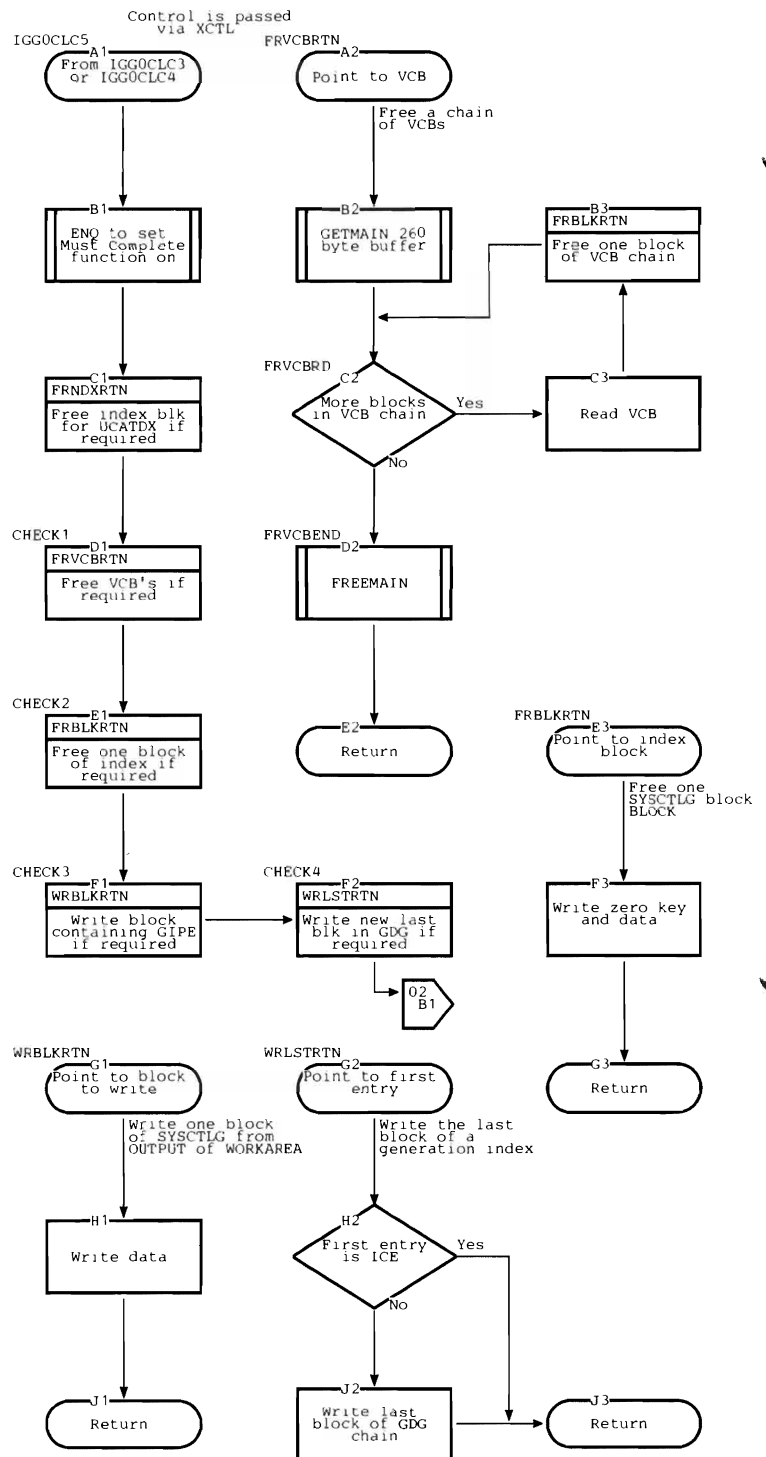 Control is passed
via XCTL
IGG0CLC5
A1
From IGG0CLC3
or IGG0CLC4
FRVCBRTN
A2
Point to VCB
Free a chain
of VCBs
B1
ENQ to set
Must Complete
function on
B2
GETMAIN 260
byte buffer
B3
FRBLKRTN
Free one block
of VCB chain
C1
FRNDXRTN
Free index blk
for UCATDX if
required
FRVCBRD
C2
More blocks
in VCB chain
Yes
No
C3
Read VCB
CHECK1
D1
FRVCBRTN
Free VCB's if
required
FRVCBEND
D2
FREEMAIN
CHECK2
E1
FRBLKRTN
Free one block
of index if
required
E2
Return
FRBLKRTN
E3
Point to index
block
Free one
SYSCTLG block
BLOCK
CHECK3
F1
WRBLKRTN
Write block
containing GIPE
if required
CHECK4
F2
WRLSTRTN
Write new last
blk in GDG if
required
02
B1
F3
Write zero key
and data
WRBLKRTN
G1
Point to block
to write
Write one block
of SYSCTLG from
OUTPUT of WORKAREA
WRLSTRTN
G2
Point to first
entry
Write the last
block of a
generation index
G3
Return
H1
Write data
H2
First entry
is ICE
Yes
No
J1
Return
J2
Write last
block of GDG
chain
J3
Return